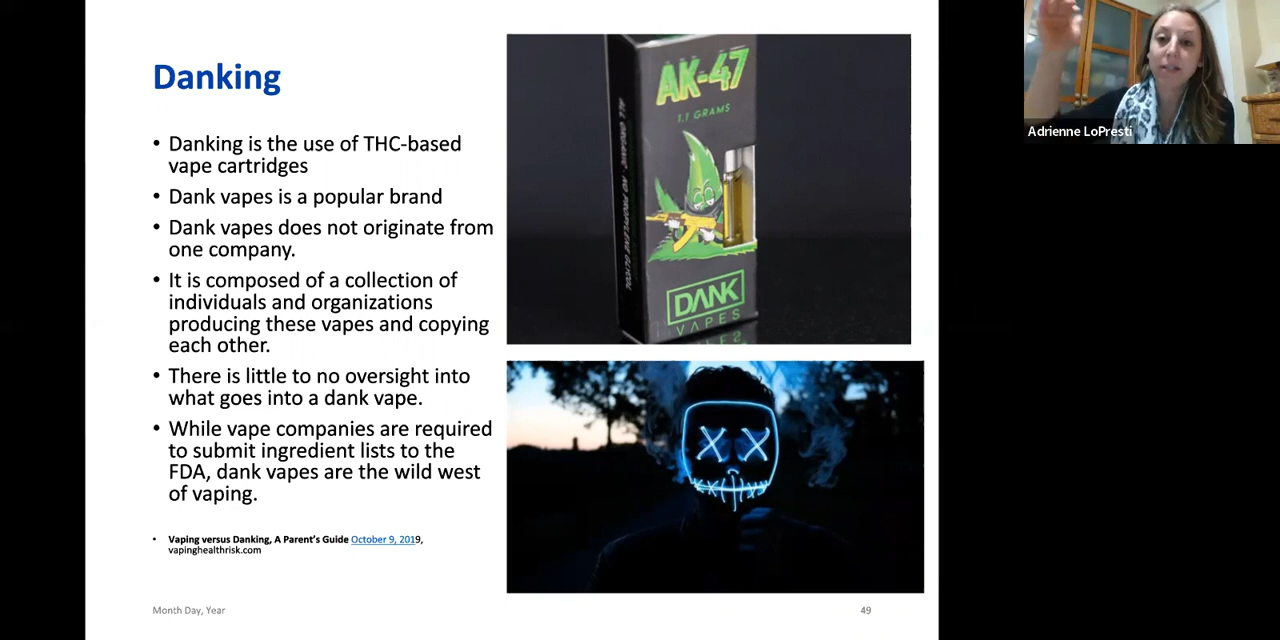 Danking
• Danking is the use of THC-based
vape cartridges
• Dank vapes is a popular brand
• Dank vapes does not originate from
one company.
• It is composed of a collection of
individuals and organizations
producing these vapes and copying
each other.
• There is little to no oversight into
what goes into a dank vape.
• While vape companies are required
to submit ingredient lists to the
FDA, dank vapes are the wild west
of vaping.
• Vaping versus Danking, A Parent's Guide October 9, 2019,
vapinghealthrisk.com
Month Day, Year
49
AK-47
1.1 GRAMS
DANK
VAPES
Adrienne LoPresti